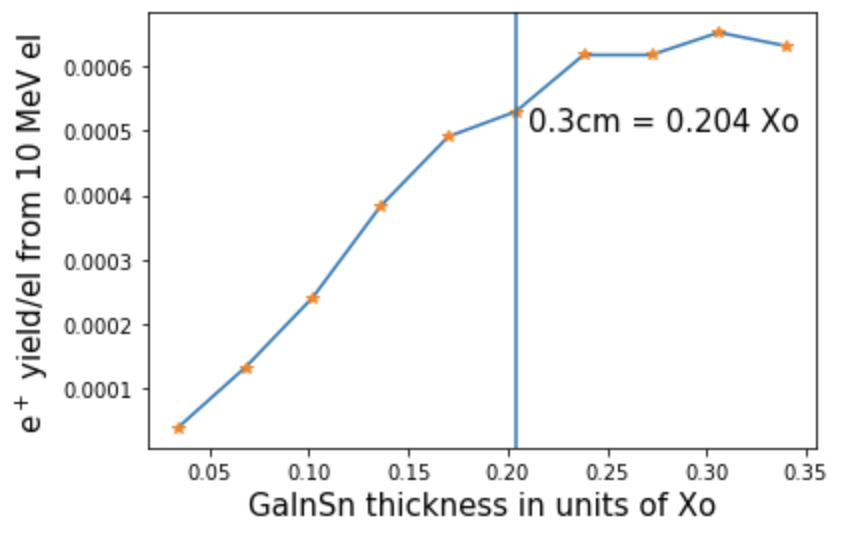 e+ yield/el from 10 MeV el
0.0006
0.0005
0.0004
0.0003
0.0002
0.0001
0.3cm = 0.204 Xo
0.05 0.10 0.15 0.20 0.25 0.30 0.35
GaInSn thickness in units of Xo